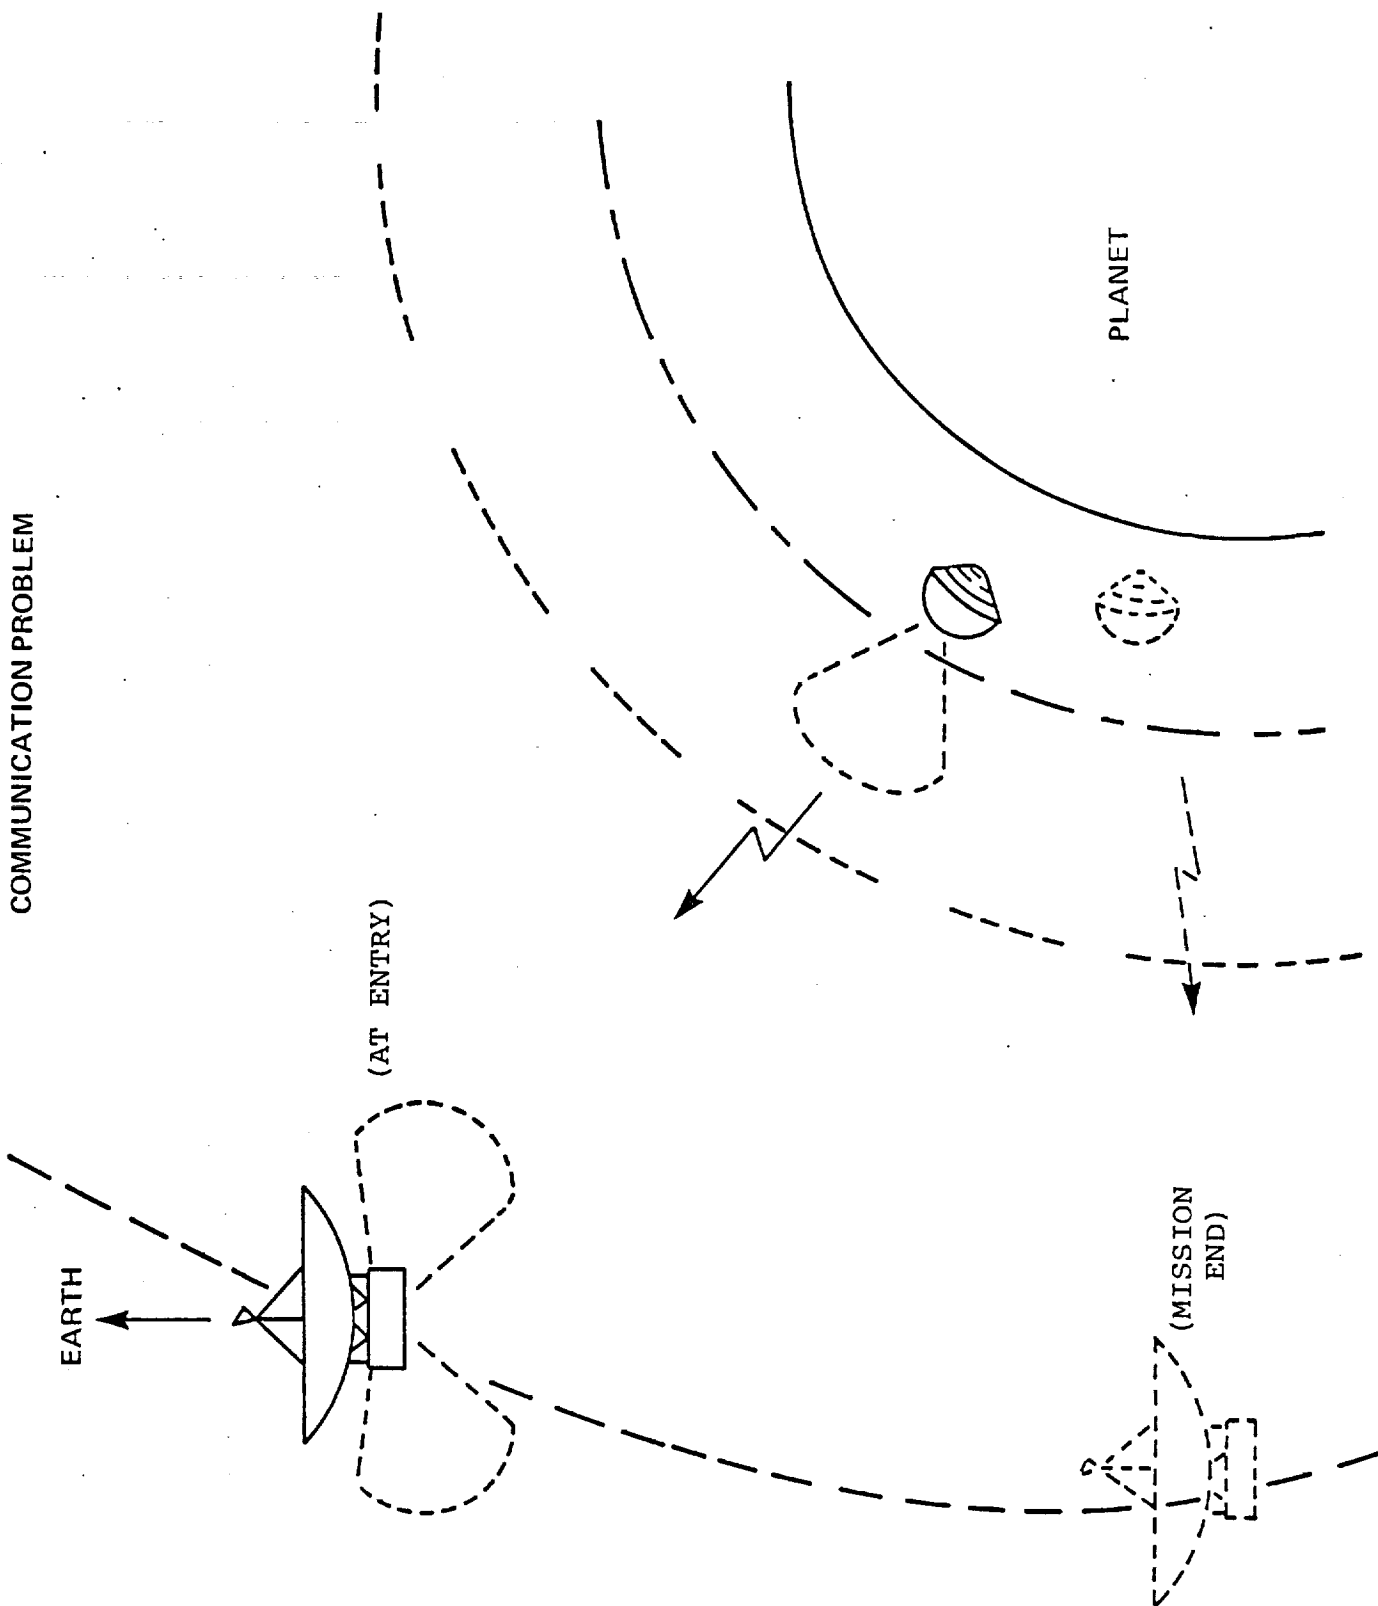 COMMUNICATION PROBLEM
EARTH
(AT ENTRY)
PLANET
(MISSION
END)